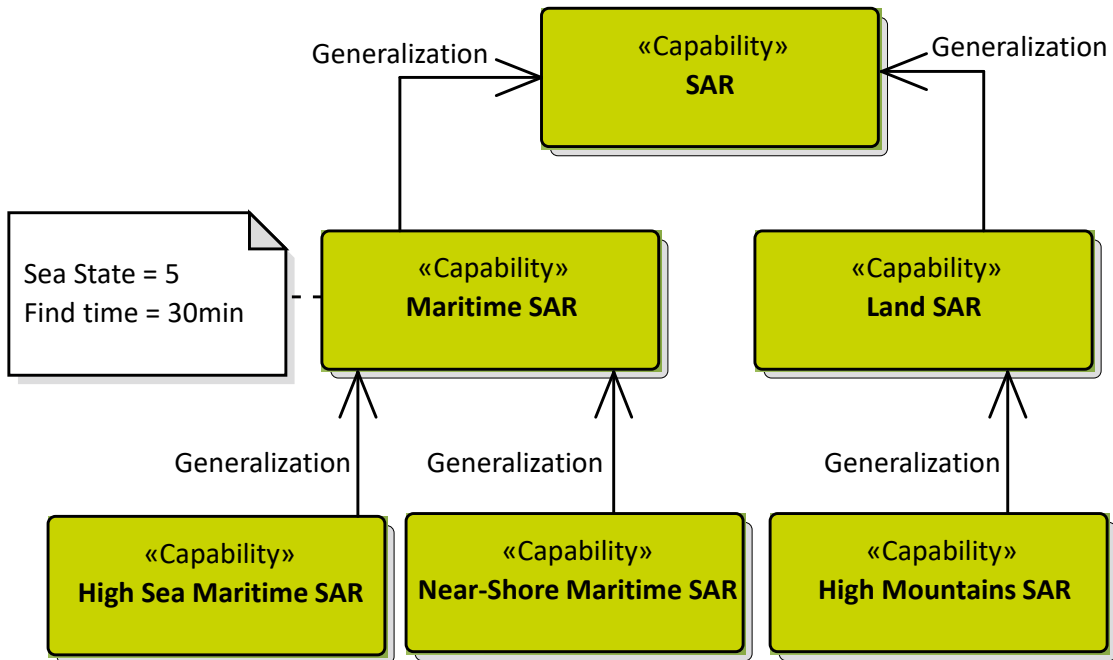 Generalization
«Capability»
SAR
Generalization
Sea State = 5
Find time = 30min
«Capability»
Maritime SAR
«Capability»
Land SAR
Generalization
Generalization
Generalization
«Capability»
High Sea Maritime SAR
«Capability»
Near-Shore Maritime SAR
«Capability»
High Mountains SAR